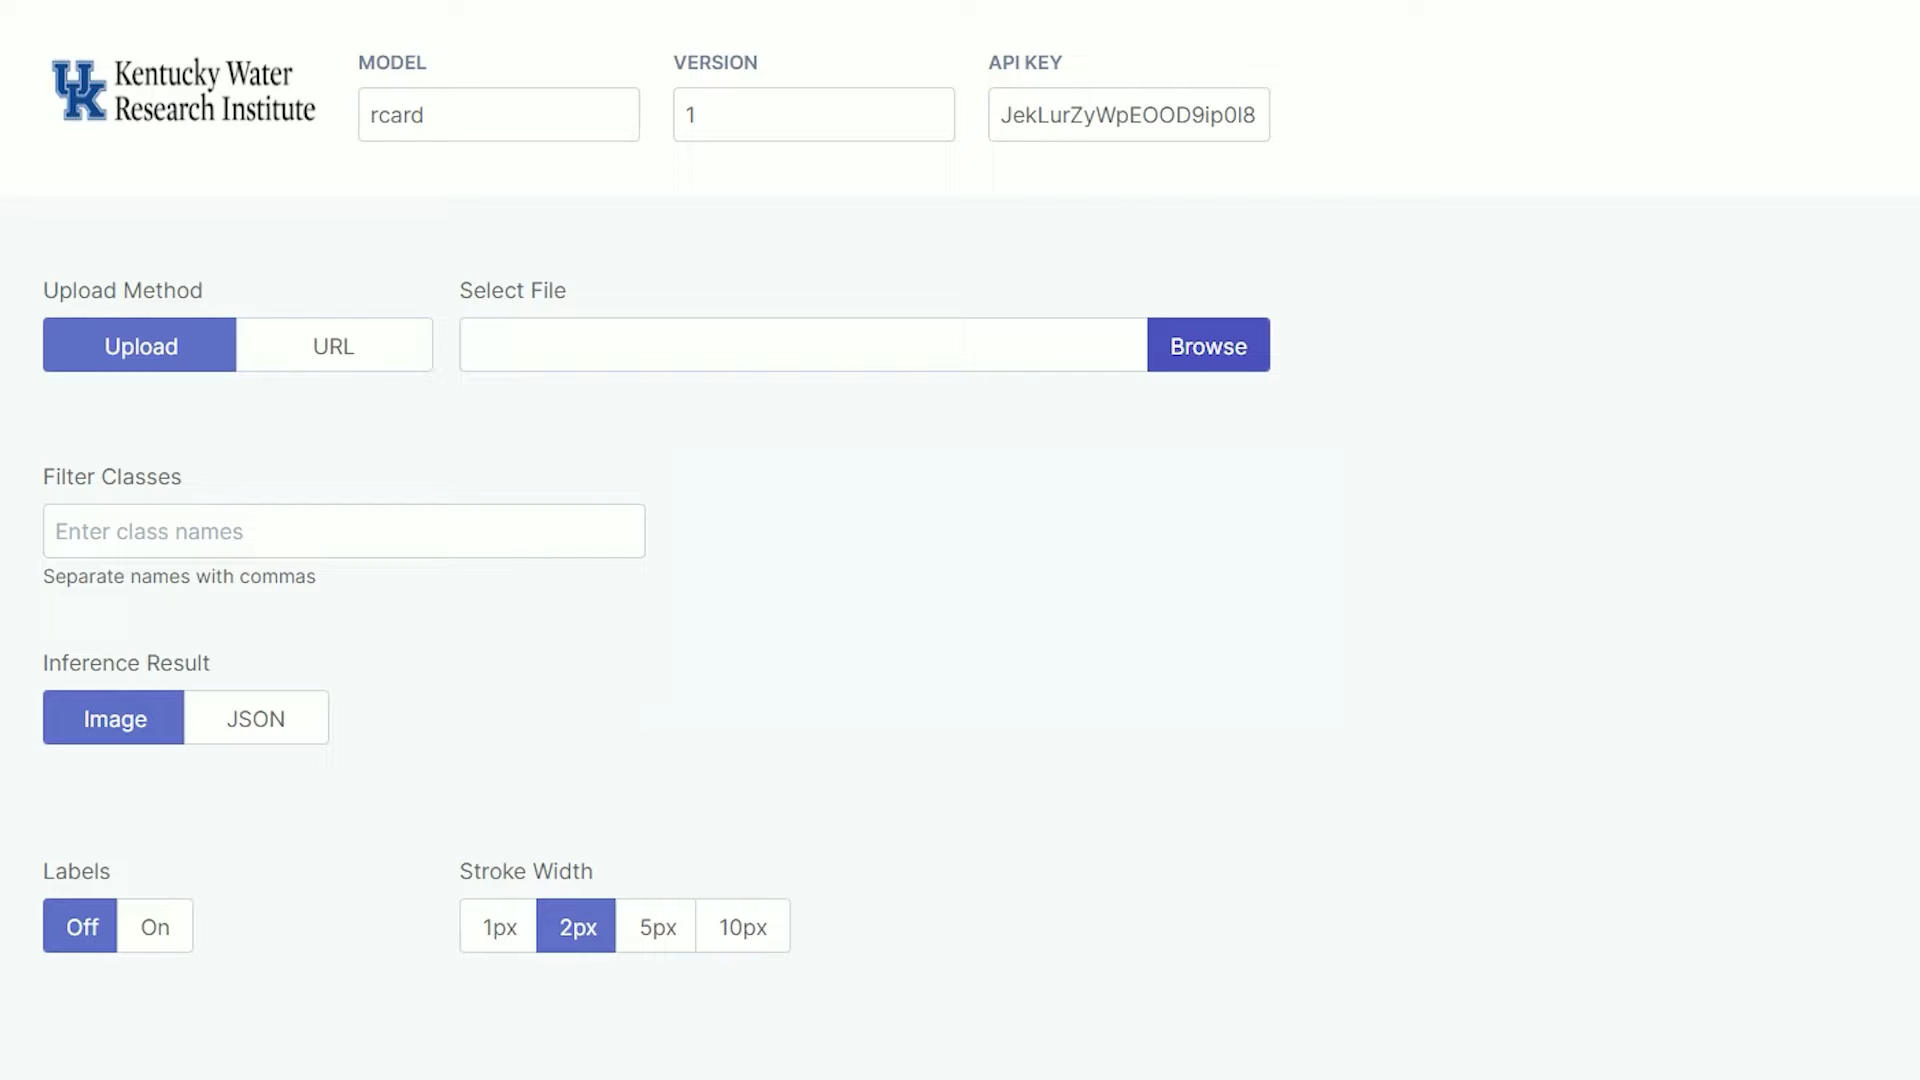 Kentucky Water
Research Institute
MODEL
rcard
VERSION
1
API KEY
JekLurZyWpEOOD9ip0I8
Upload Method
Upload
URL
Select File
Browse
Filter Classes
Enter class names
Separate names with commas
Inference Result
Image
JSON
Labels
Off
On
Stroke Width
1px
2px
5px
10px